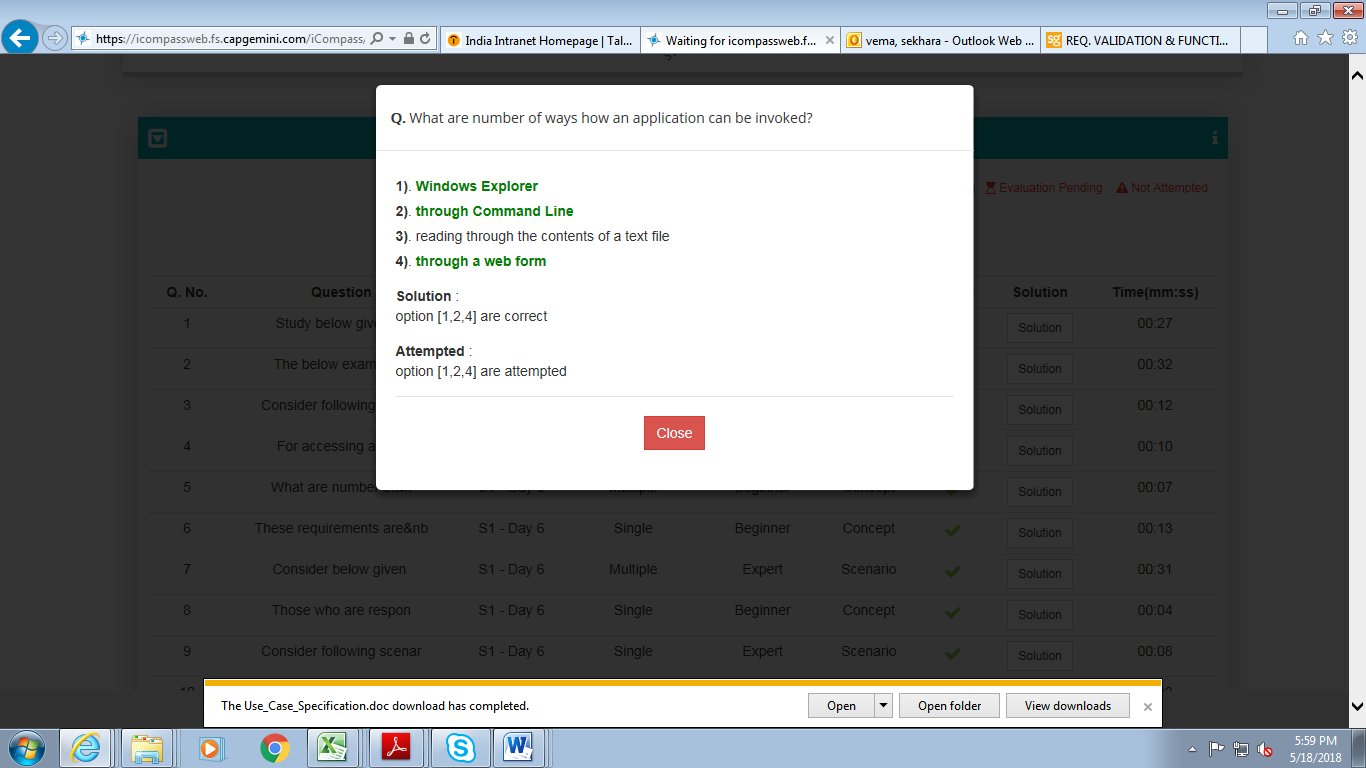 https://icompassweb.fs.capgemini.com/iCompass/
India Intranet Homepage | Tal...
Waiting for icompassweb.f...
vema, sekhara - Outlook Web ...
REQ. VALIDATION & FUNCTI...
Q. What are number of ways how an application can be invoked?
1). Windows Explorer
2). through Command Line
3). reading through the contents of a text file
4). through a web form
Solution :
option [1,2,4] are correct
Attempted :
option [1,2,4] are attempted
Close
Evaluation Pending Not Attempted
Q. No. Question Solution Time(mm:ss)
1 Study below giv Solution 00:27
2 The below exam Solution 00:32
3 Consider following Solution 00:12
4 For accessing a Solution 00:10
5 What are number S1 - Day 6 Multiple Beginner Concept Solution 00:07
6 These requirements are&nb S1 - Day 6 Single Beginner Concept Solution 00:13
7 Consider below given S1 - Day 6 Multiple Expert Scenario Solution 00:31
8 Those who are respon S1 - Day 6 Single Beginner Concept Solution 00:04
9 Consider following scenar S1 - Day 6 Single Expert Scenario Solution 00:08
The Use_Case_Specification.doc download has completed.
Open Open folder View downloads
5:59 PM
5/18/2018